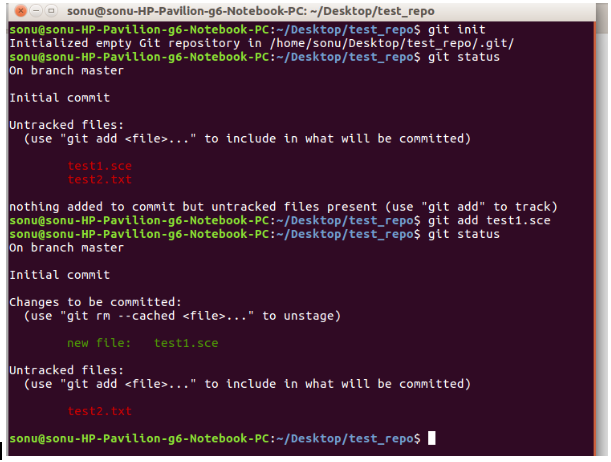 sonu@sonu-HP-Pavilion-g6-Notebook-PC: ~/Desktop/test_repo
sonu@sonu-HP-Pavilion-g6-Notebook-PC:~/Desktop/test_repo$ git init
Initialized empty Git repository in /home/sonu/Desktop/test_repo/.git/
sonu@sonu-HP-Pavilion-g6-Notebook-PC:~/Desktop/test_repo$ git status
On branch master

Initial commit

Untracked files:
  (use "git add <file>..." to include in what will be committed)

        test1.sce
        test2.txt

nothing added to commit but untracked files present (use "git add" to track)
sonu@sonu-HP-Pavilion-g6-Notebook-PC:~/Desktop/test_repo$ git add test1.sce
sonu@sonu-HP-Pavilion-g6-Notebook-PC:~/Desktop/test_repo$ git status
On branch master

Initial commit

Changes to be committed:
  (use "git rm --cached <file>..." to unstage)

        new file:   test1.sce

Untracked files:
  (use "git add <file>..." to include in what will be committed)

        test2.txt

sonu@sonu-HP-Pavilion-g6-Notebook-PC:~/Desktop/test_repo$